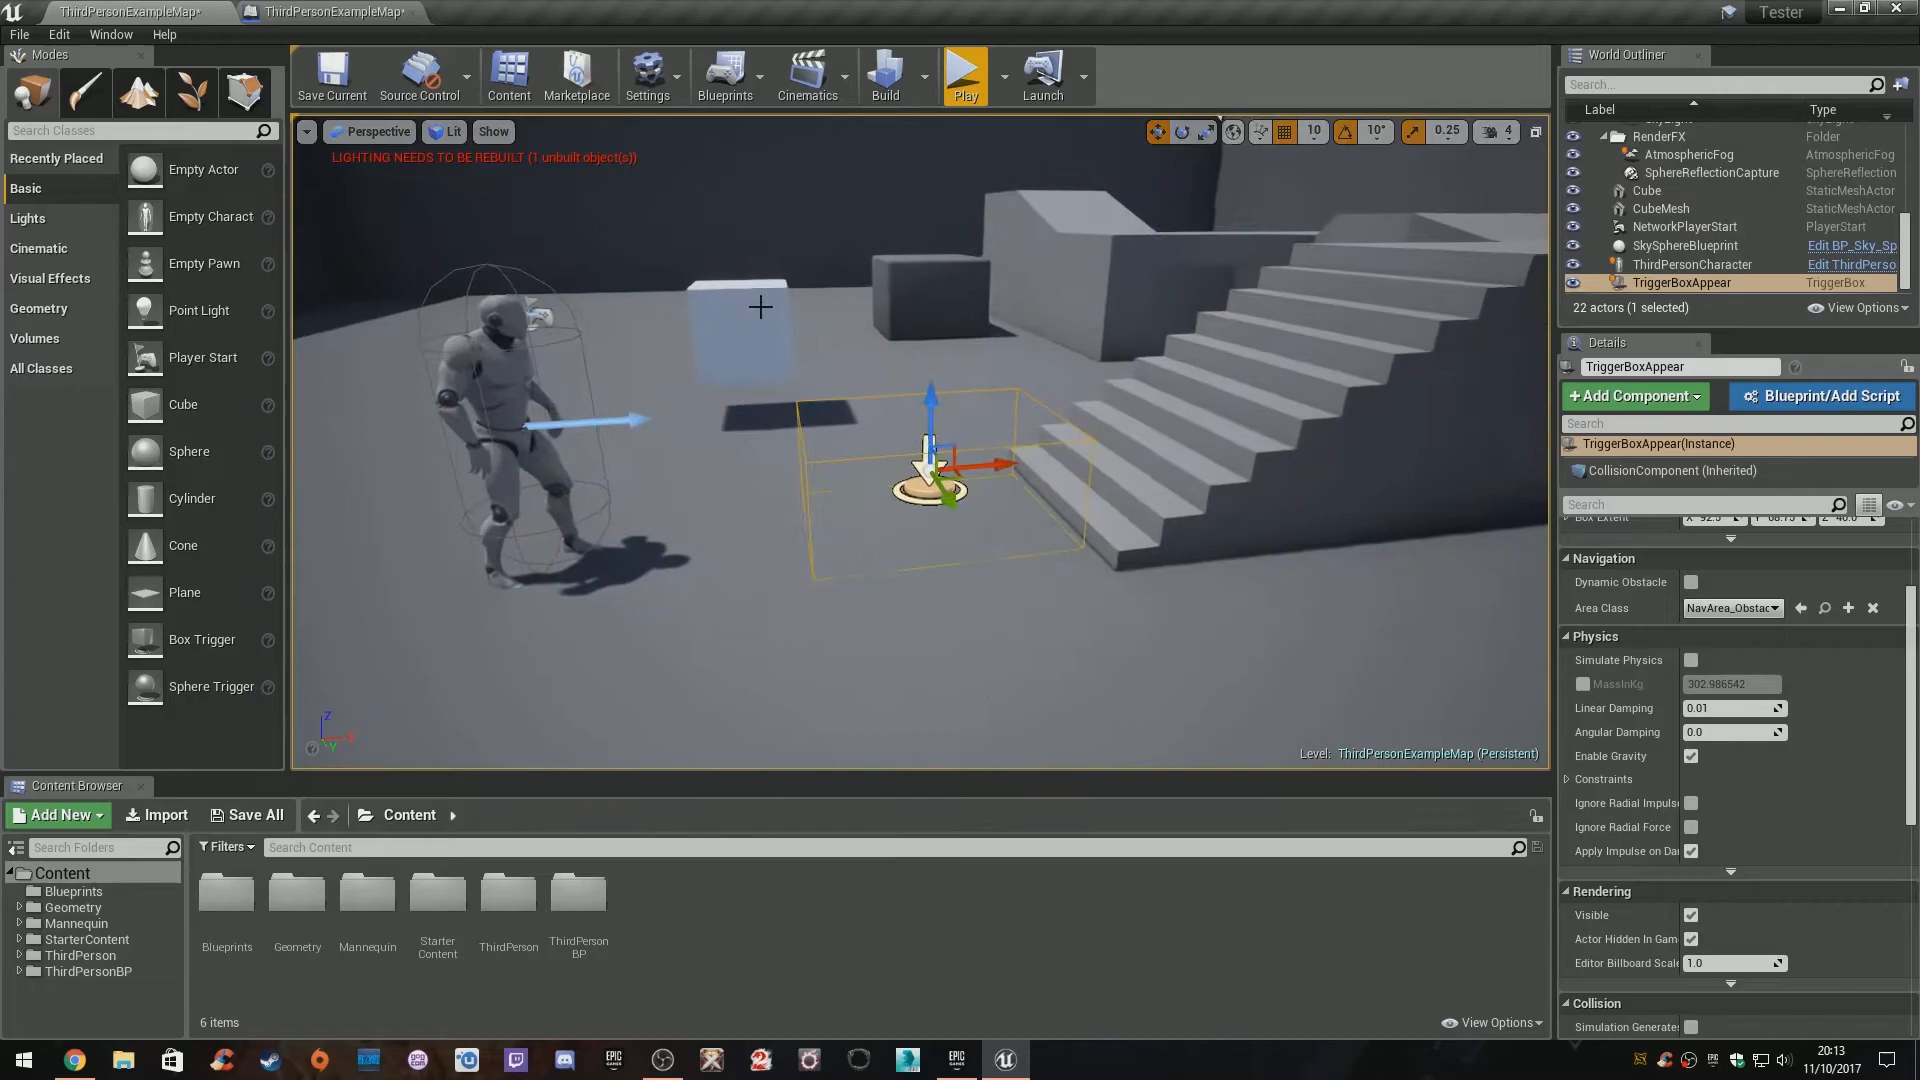 ThirdPersonExampleMap*
ThirdPersonExampleMap*
Tester
File Edit Window Help
Modes
Search Classes
Recently Placed
Basic
Lights
Cinematic
Visual Effects
Geometry
Volumes
All Classes
Empty Actor
Empty Charact
Empty Pawn
Point Light
Player Start
Cube
Sphere
Cylinder
Cone
Plane
Box Trigger
Sphere Trigger
Save Current
Source Control
Content
Marketplace
Settings
Blueprints
Cinematics
Build
Play
Launch
Perspective Lit Show
10 10° 0.25 4
LIGHTING NEEDS TO BE REBUILT (1 unbuilt object(s))
Z
X
Y
Level: ThirdPersonExampleMap (Persistent)
World Outliner
Search...
Label Type
RenderFX Folder
AtmosphericFog AtmosphericFog
SphereReflectionCapture SphereReflection
Cube StaticMeshActor
CubeMesh StaticMeshActor
NetworkPlayerStart PlayerStart
SkySphereBlueprint Edit BP_Sky_Sp
ThirdPersonCharacter Edit ThirdPerso
TriggerBoxAppear TriggerBox
22 actors (1 selected) View Options
Details
TriggerBoxAppear
+Add Component Blueprint/Add Script
Search
TriggerBoxAppear(Instance)
CollisionComponent (Inherited)
Search
Box Extent X 92.5 Y 68.75 Z 40.0
Navigation
Dynamic Obstacle
Area Class NavArea_Obstac
Physics
Simulate Physics
MassInKg 302.986542
Linear Damping 0.01
Angular Damping 0.0
Enable Gravity
Constraints
Ignore Radial Impuls
Ignore Radial Force
Apply Impulse on Da
Rendering
Visible
Actor Hidden In Gam
Editor Billboard Scale 1.0
Collision
Simulation Generates
Content Browser
Add New Import Save All Content
Search Folders
Filters Search Content
Content
Blueprints
Geometry
Mannequin
StarterContent
ThirdPerson
ThirdPersonBP
Blueprints
Geometry
Mannequin
Starter
Content
ThirdPerson
ThirdPerson
BP
6 items
View Options
20:13
11/10/2017